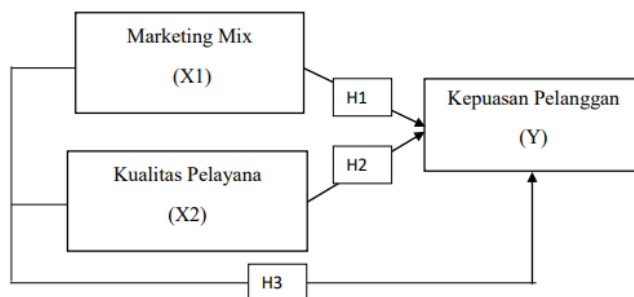 Marketing Mix
(X1)
H1
Kepuasan Pelanggan
(Y)
Kualitas Pelayana
(X2)
H2
H3